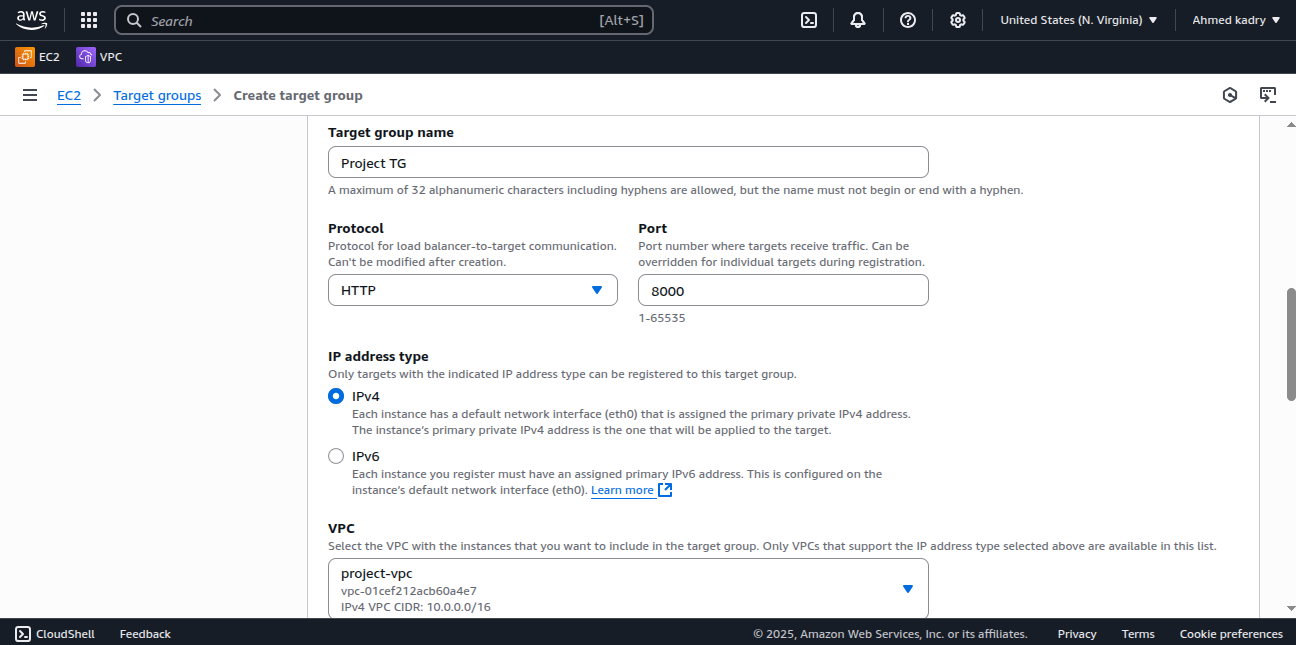 aws
Search [Alt+S]
United States (N. Virginia)
Ahmed kadry
EC2
VPC
EC2
Target groups
Create target group
Target group name
Project TG
A maximum of 32 alphanumeric characters including hyphens are allowed, but the name must not begin or end with a hyphen.
Protocol
Protocol for load balancer-to-target communication.
Can't be modified after creation.
HTTP
Port
Port number where targets receive traffic. Can be
overridden for individual targets during registration.
8000
1-65535
IP address type
Only targets with the indicated IP address type can be registered to this target group.
IPv4
Each instance has a default network interface (eth0) that is assigned the primary private IPv4 address.
The instance's primary private IPv4 address is the one that will be applied to the target.
IPv6
Each instance you register must have an assigned primary IPv6 address. This is configured on the
instance's default network interface (eth0). Learn more
VPC
Select the VPC with the instances that you want to include in the target group. Only VPCs that support the IP address type selected above are available in this list.
project-vpc
vpc-01cef212acb60a4e7
IPv4 VPC CIDR: 10.0.0.0/16
CloudShell
Feedback
© 2025, Amazon Web Services, Inc. or its affiliates.
Privacy
Terms
Cookie preferences